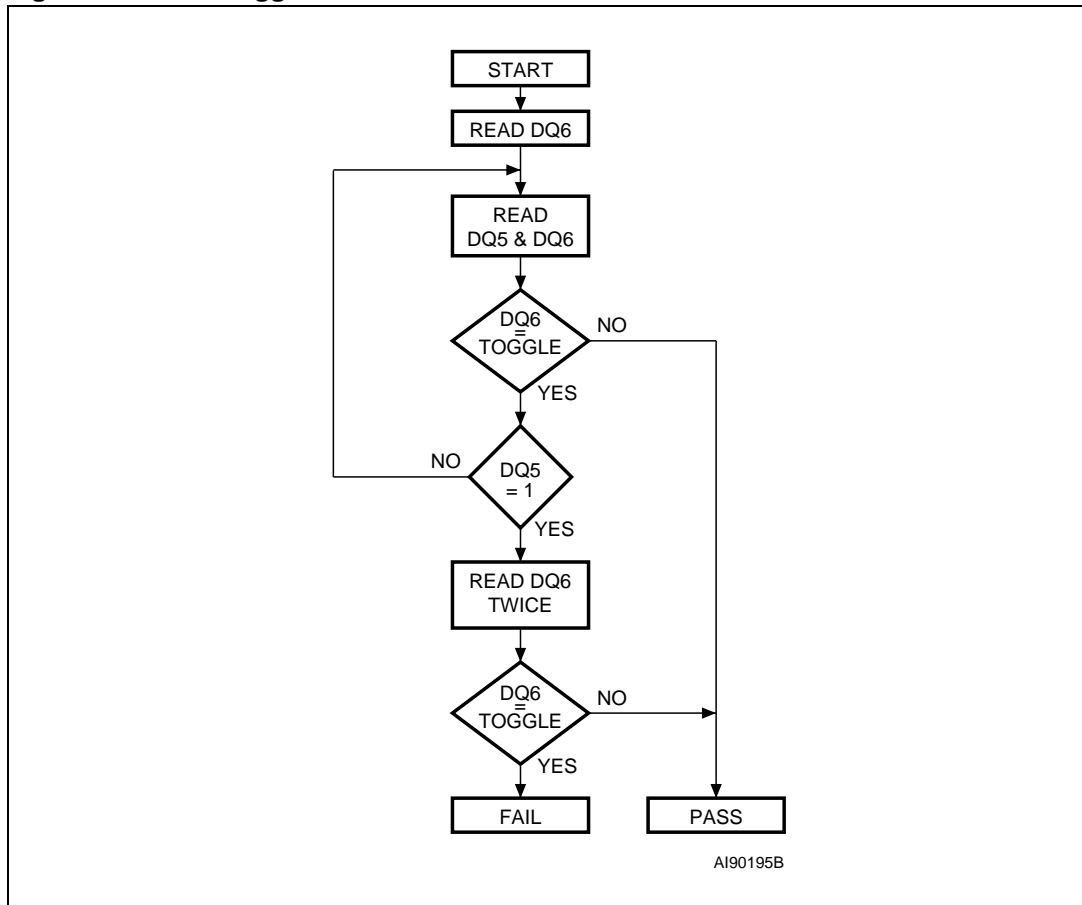 START
READ DQ6
READ
DQ5 & DQ6
DQ6
=
TOGGLE
NO
YES
NO
DQ5
= 1
YES
READ DQ6
TWICE
DQ6
=
TOGGLE
NO
YES
FAIL
PASS
AI90195B